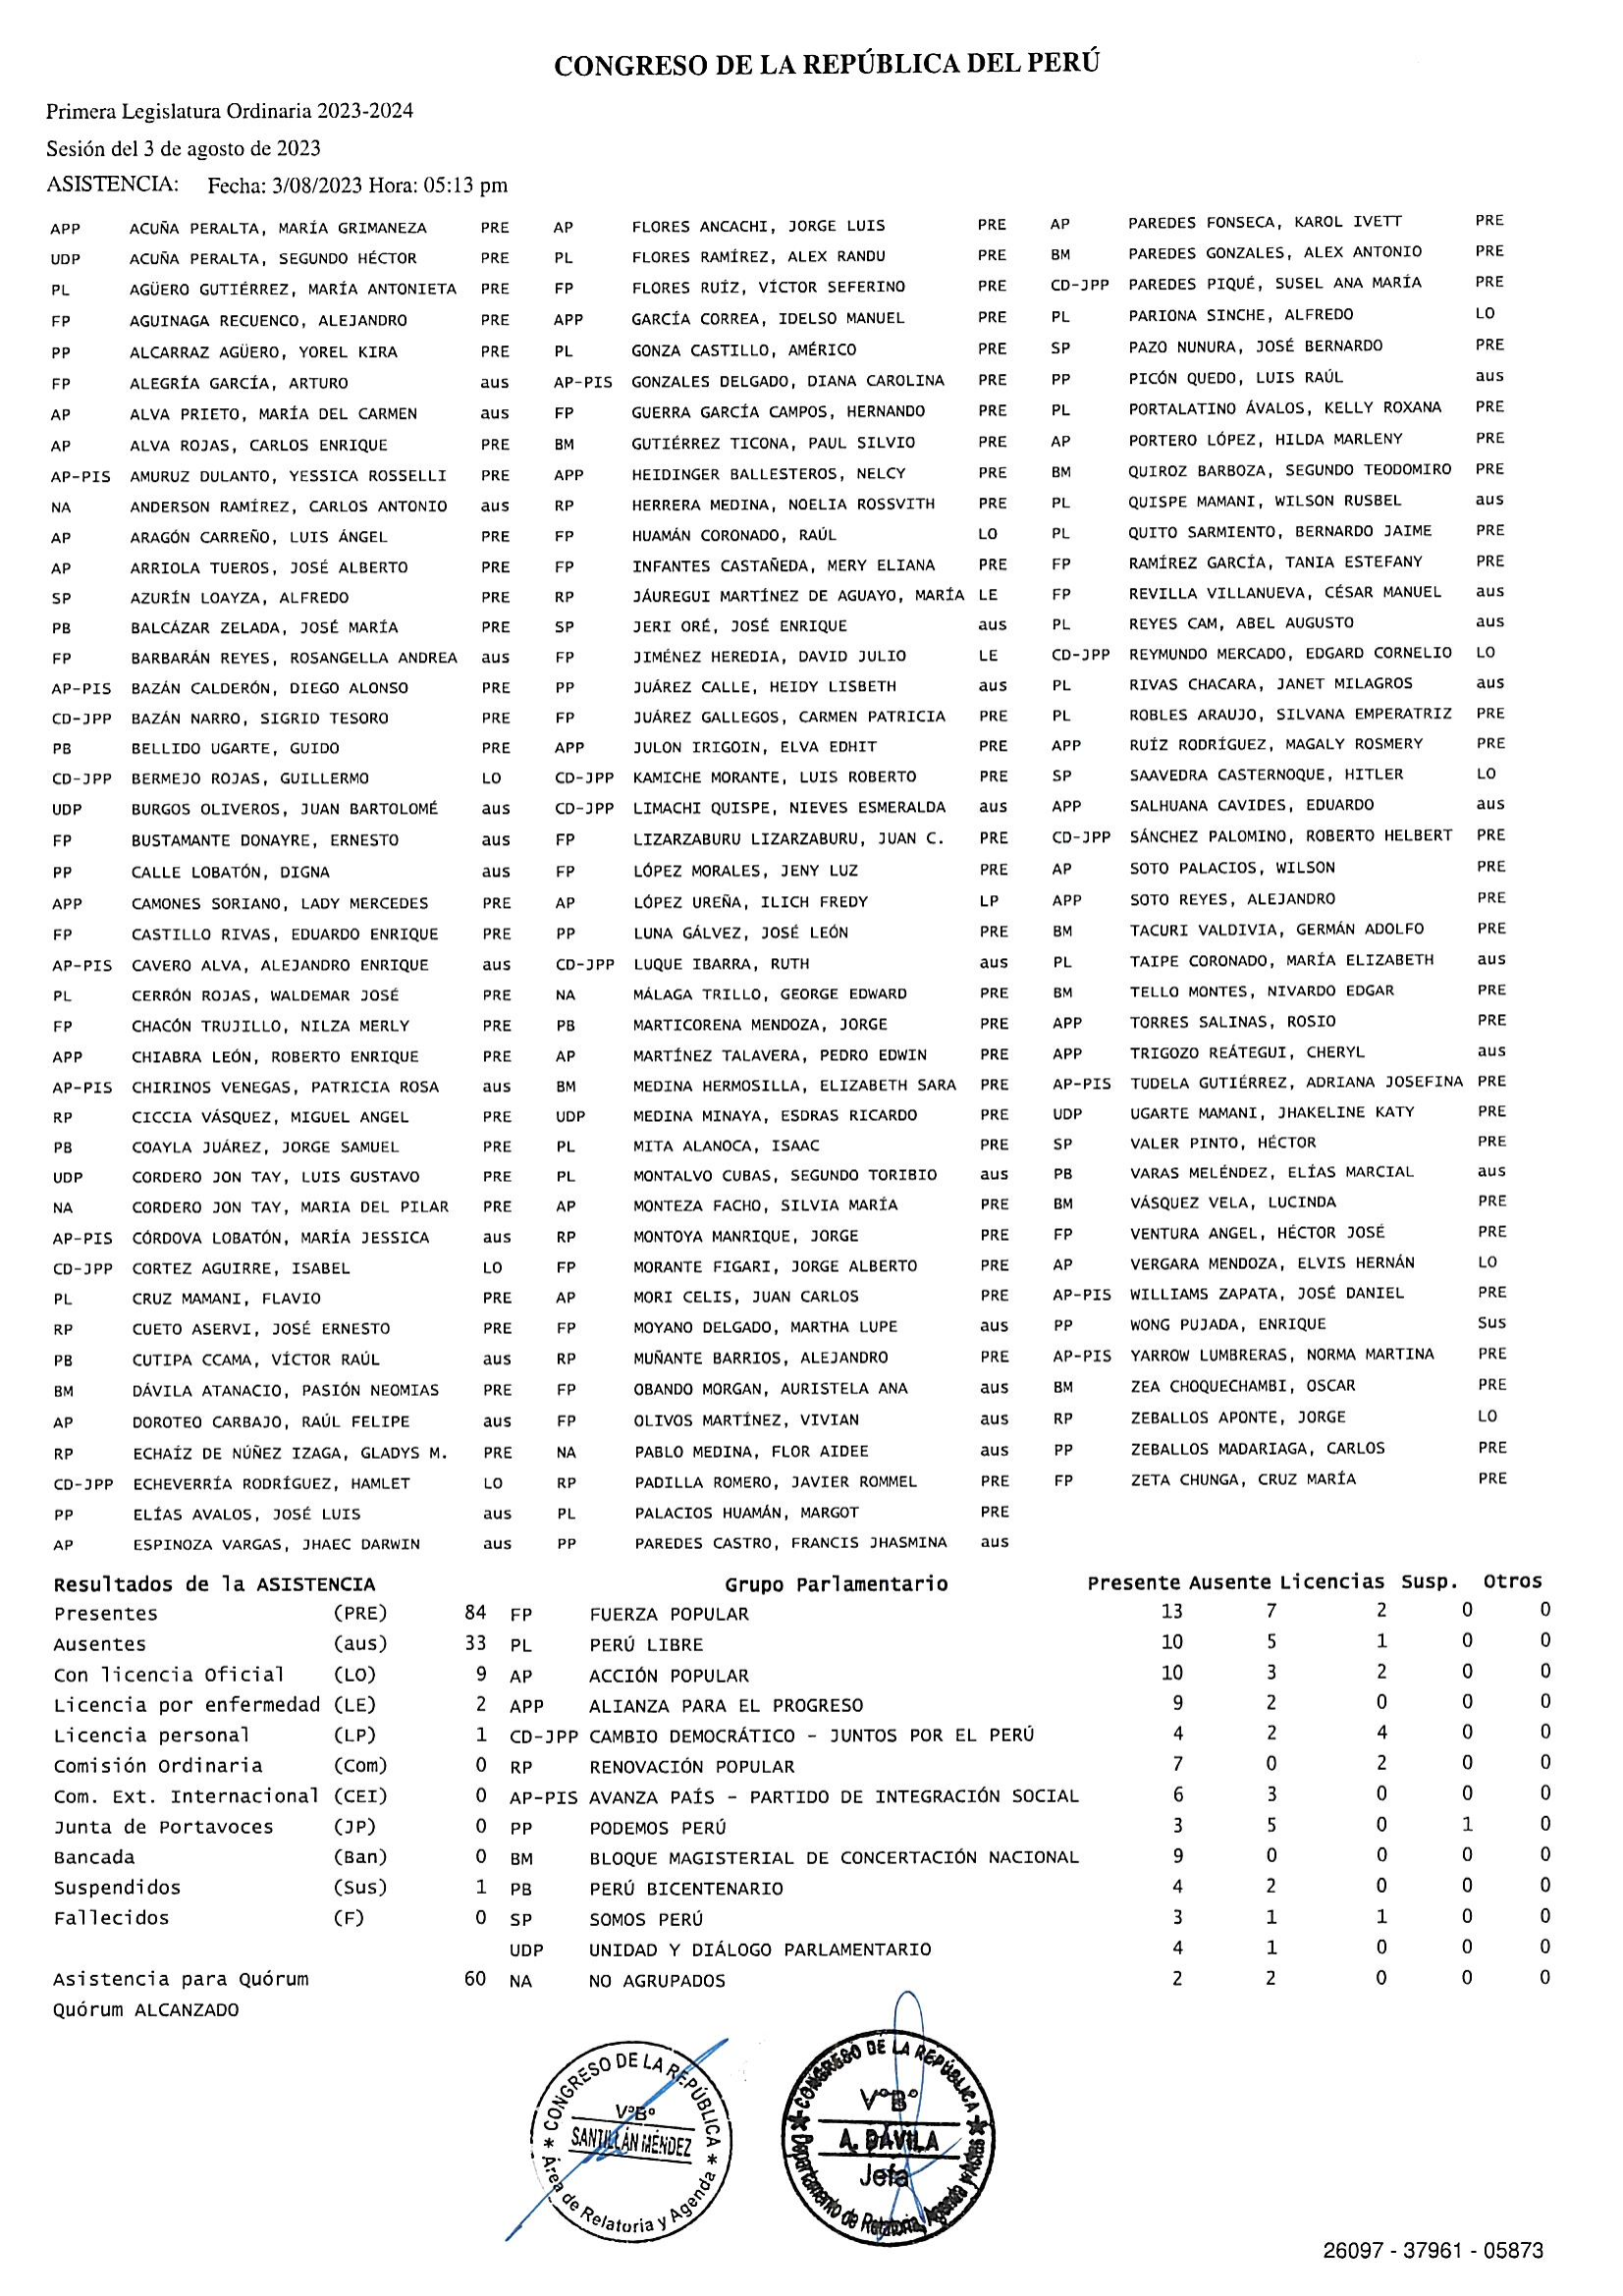 CONGRESO DE LA REPÚBLICA DEL PERÚ
Primera Legislatura Ordinaria 2023-2024
Sesión del 3 de agosto de 2023
ASISTENCIA: Fecha: 3/08/2023 Hora: 05:13 pm
APP ACUÑA PERALTA, MARÍA GRIMANEZA PRE AP FLORES ANCACHI, JORGE LUIS PRE AP PAREDES FONSECA, KAROL IVETT PRE
UDP ACUÑA PERALTA, SEGUNDO HÉCTOR PRE PL FLORES RAMÍREZ, ALEX RANDU PRE BM PAREDES GONZALES, ALEX ANTONIO PRE
PL AGÜERO GUTIÉRREZ, MARÍA ANTONIETA PRE FP FLORES RUÍZ, VÍCTOR SEFERINO PRE CD-JPP PAREDES PIQUÉ, SUSEL ANA MARÍA PRE
FP AGUINAGA RECUENCO, ALEJANDRO PRE APP GARCÍA CORREA, IDELSO MANUEL PRE PL PARIONA SINCHE, ALFREDO LO
PP ALCARRAZ AGÜERO, YOREL KIRA PRE PL GONZA CASTILLO, AMÉRICO PRE SP PAZO NUNURA, JOSÉ BERNARDO PRE
FP ALEGRÍA GARCÍA, ARTURO aus AP-PIS GONZALES DELGADO, DIANA CAROLINA PRE PP PICÓN QUEDO, LUIS RAÚL aus
AP ALVA PRIETO, MARÍA DEL CARMEN aus FP GUERRA GARCÍA CAMPOS, HERNANDO PRE PL PORTALATINO ÁVALOS, KELLY ROXANA PRE
AP ALVA ROJAS, CARLOS ENRIQUE PRE BM GUTIÉRREZ TICONA, PAUL SILVIO PRE AP PORTERO LÓPEZ, HILDA MARLENY PRE
AP-PIS AMURUZ DULANTO, YESSICA ROSSELLI PRE APP HEIDINGER BALLESTEROS, NELCY PRE BM QUIROZ BARBOZA, SEGUNDO TEODOMIRO PRE
NA ANDERSON RAMÍREZ, CARLOS ANTONIO aus RP HERRERA MEDINA, NOELIA ROSSVITH PRE PL QUISPE MAMANI, WILSON RUSBEL aus
AP ARAGÓN CARREÑO, LUIS ÁNGEL PRE FP HUAMÁN CORONADO, RAÚL LO PL QUITO SARMIENTO, BERNARDO JAIME PRE
AP ARRIOLA TUEROS, JOSÉ ALBERTO PRE FP INFANTES CASTAÑEDA, MERY ELIANA PRE FP RAMÍREZ GARCÍA, TANIA ESTEFANY PRE
SP AZURÍN LOAYZA, ALFREDO PRE RP JÁUREGUI MARTÍNEZ DE AGUAYO, MARÍA LE FP REVILLA VILLANUEVA, CÉSAR MANUEL aus
PB BALCÁZAR ZELADA, JOSÉ MARÍA PRE SP JERI ORÉ, JOSÉ ENRIQUE aus PL REYES CAM, ABEL AUGUSTO aus
FP BARBARÁN REYES, ROSANGELLA ANDREA aus FP JIMÉNEZ HEREDIA, DAVID JULIO LE CD-JPP REYMUNDO MERCADO, EDGARD CORNELIO LO
AP-PIS BAZÁN CALDERÓN, DIEGO ALONSO PRE PP JUÁREZ CALLE, HEIDY LISBETH aus PL RIVAS CHACARA, JANET MILAGROS aus
CD-JPP BAZÁN NARRO, SIGRID TESORO PRE FP JUÁREZ GALLEGOS, CARMEN PATRICIA PRE PL ROBLES ARAUJO, SILVANA EMPERATRIZ PRE
PB BELLIDO UGARTE, GUIDO PRE APP JULON IRIGOIN, ELVA EDHIT PRE APP RUÍZ RODRÍGUEZ, MAGALY ROSMERY PRE
CD-JPP BERMEJO ROJAS, GUILLERMO LO CD-JPP KAMICHE MORANTE, LUIS ROBERTO PRE SP SAAVEDRA CASTERNOQUE, HITLER LO
UDP BURGOS OLIVEROS, JUAN BARTOLOMÉ aus CD-JPP LIMACHI QUISPE, NIEVES ESMERALDA aus APP SALHUANA CAVIDES, EDUARDO aus
FP BUSTAMANTE DONAYRE, ERNESTO aus FP LIZARZABURU LIZARZABURU, JUAN C. PRE CD-JPP SÁNCHEZ PALOMINO, ROBERTO HELBERT PRE
PP CALLE LOBATÓN, DIGNA aus FP LÓPEZ MORALES, JENY LUZ PRE AP SOTO PALACIOS, WILSON PRE
APP CAMONES SORIANO, LADY MERCEDES PRE AP LÓPEZ UREÑA, ILICH FREDY LP APP SOTO REYES, ALEJANDRO PRE
FP CASTILLO RIVAS, EDUARDO ENRIQUE PRE PP LUNA GÁLVEZ, JOSÉ LEÓN PRE BM TACURI VALDIVIA, GERMÁN ADOLFO PRE
AP-PIS CAVERO ALVA, ALEJANDRO ENRIQUE aus CD-JPP LUQUE IBARRA, RUTH aus PL TAIPE CORONADO, MARÍA ELIZABETH aus
PL CERRÓN ROJAS, WALDEMAR JOSÉ PRE NA MÁLAGA TRILLO, GEORGE EDWARD PRE BM TELLO MONTES, NIVARDO EDGAR PRE
FP CHACÓN TRUJILLO, NILZA MERLY PRE PB MARTICORENA MENDOZA, JORGE PRE APP TORRES SALINAS, ROSIO PRE
APP CHIABRA LEÓN, ROBERTO ENRIQUE PRE AP MARTÍNEZ TALAVERA, PEDRO EDWIN PRE APP TRIGOZO REÁTEGUI, CHERYL aus
AP-PIS CHIRINOS VENEGAS, PATRICIA ROSA aus BM MEDINA HERMOSILLA, ELIZABETH SARA PRE AP-PIS TUDELA GUTIÉRREZ, ADRIANA JOSEFINA PRE
RP CICCIA VÁSQUEZ, MIGUEL ANGEL PRE UDP MEDINA MINAYA, ESDRAS RICARDO PRE UDP UGARTE MAMANI, JHAKELINE KATY PRE
PB COAYLA JUÁREZ, JORGE SAMUEL PRE PL MITA ALANOCA, ISAAC PRE SP VALER PINTO, HÉCTOR PRE
UDP CORDERO JON TAY, LUIS GUSTAVO PRE PL MONTALVO CUBAS, SEGUNDO TORIBIO aus PB VARAS MELÉNDEZ, ELÍAS MARCIAL aus
NA CORDERO JON TAY, MARIA DEL PILAR PRE AP MONTEZA FACHO, SILVIA MARÍA PRE BM VÁSQUEZ VELA, LUCINDA PRE
AP-PIS CÓRDOVA LOBATÓN, MARÍA JESSICA aus RP MONTOYA MANRIQUE, JORGE PRE FP VENTURA ANGEL, HÉCTOR JOSÉ PRE
CD-JPP CORTEZ AGUIRRE, ISABEL LO FP MORANTE FIGARI, JORGE ALBERTO PRE AP VERGARA MENDOZA, ELVIS HERNÁN LO
PL CRUZ MAMANI, FLAVIO PRE AP MORI CELIS, JUAN CARLOS PRE AP-PIS WILLIAMS ZAPATA, JOSÉ DANIEL PRE
RP CUETO ASERVI, JOSÉ ERNESTO PRE FP MOYANO DELGADO, MARTHA LUPE aus PP WONG PUJADA, ENRIQUE Sus
PB CUTIPA CCAMA, VÍCTOR RAÚL aus RP MUÑANTE BARRIOS, ALEJANDRO PRE AP-PIS YARROW LUMBRERAS, NORMA MARTINA PRE
BM DÁVILA ATANACIO, PASIÓN NEOMIAS PRE FP OBANDO MORGAN, AURISTELA ANA aus BM ZEA CHOQUECHAMBI, OSCAR PRE
AP DOROTEO CARBAJO, RAÚL FELIPE aus FP OLIVOS MARTÍNEZ, VIVIAN aus RP ZEBALLOS APONTE, JORGE LO
RP ECHAÍZ DE NÚÑEZ IZAGA, GLADYS M. PRE NA PABLO MEDINA, FLOR AIDEE aus PP ZEBALLOS MADARIAGA, CARLOS PRE
CD-JPP ECHEVERRÍA RODRÍGUEZ, HAMLET LO RP PADILLA ROMERO, JAVIER ROMMEL PRE FP ZETA CHUNGA, CRUZ MARÍA PRE
PP ELÍAS AVALOS, JOSÉ LUIS aus PL PALACIOS HUAMÁN, MARGOT PRE
AP ESPINOZA VARGAS, JHAEC DARWIN aus PP PAREDES CASTRO, FRANCIS JHASMINA aus
Resultados de la ASISTENCIA Grupo Parlamentario Presente Ausente Licencias Susp. Otros
Presentes (PRE) 84 FP FUERZA POPULAR 13 7 2 0 0
Ausentes (aus) 33 PL PERÚ LIBRE 10 5 1 0 0
Con licencia Oficial (LO) 9 AP ACCIÓN POPULAR 10 3 2 0 0
Licencia por enfermedad (LE) 2 APP ALIANZA PARA EL PROGRESO 9 2 0 0 0
Licencia personal (LP) 1 CD-JPP CAMBIO DEMOCRÁTICO - JUNTOS POR EL PERÚ 4 2 4 0 0
Comisión Ordinaria (Com) 0 RP RENOVACIÓN POPULAR 7 0 2 0 0
Com. Ext. Internacional (CEI) 0 AP-PIS AVANZA PAÍS - PARTIDO DE INTEGRACIÓN SOCIAL 6 3 0 0 0
Junta de Portavoces (JP) 0 PP PODEMOS PERÚ 3 5 0 1 0
Bancada (Ban) 0 BM BLOQUE MAGISTERIAL DE CONCERTACIÓN NACIONAL 9 0 0 0 0
Suspendidos (Sus) 1 PB PERÚ BICENTENARIO 4 2 0 0 0
Fallecidos (F) 0 SP SOMOS PERÚ 3 1 1 0 0
UDP UNIDAD Y DIÁLOGO PARLAMENTARIO 4 1 0 0 0
Asistencia para Quórum 60 NA NO AGRUPADOS 2 2 0 0 0
Quórum ALCANZADO
CONGRESO DE LA REPÚBLICA
V°B°
SANTILLÁN MÉNDEZ
Área de Relatoria y Agenda
CONGRESO DE LA REPÚBLICA
V°B°
A. DÁVILA
Jefa
Departamento de Relatoria, Agenda y Actas
26097 - 37961 - 05873